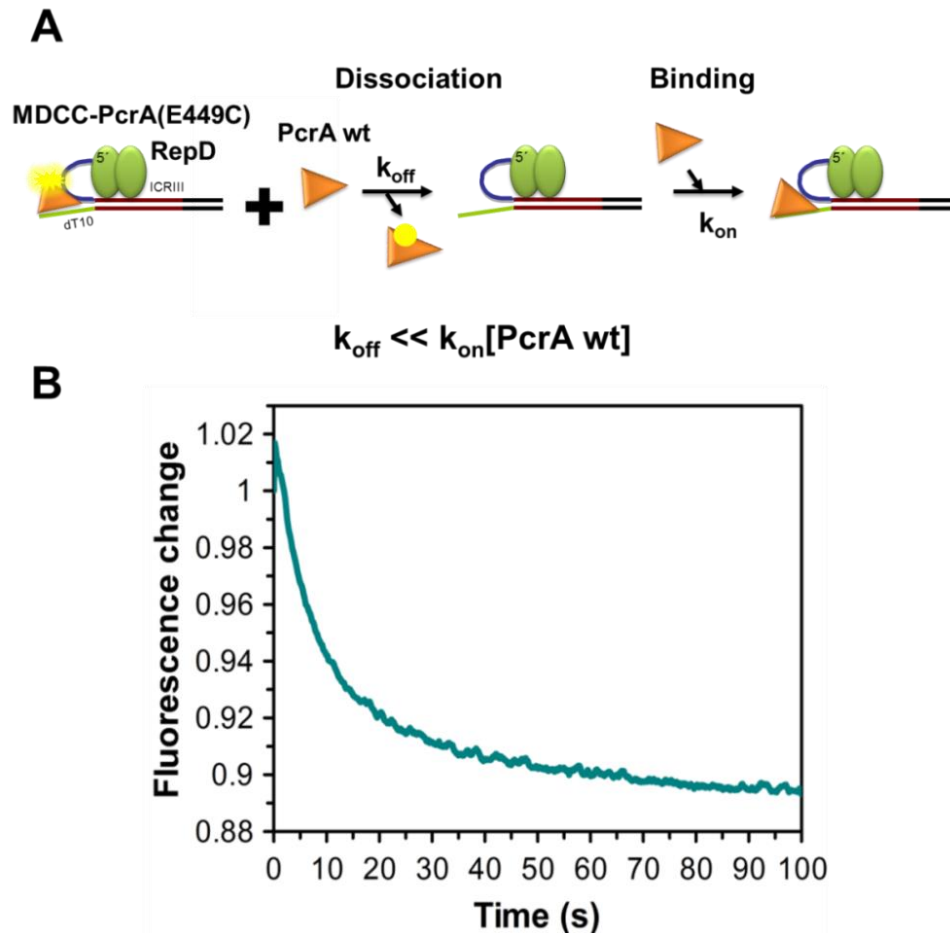 A
Dissociation
Binding
MDCC-PcrA(E449C)
PcrA wt
RepD
5´
ICRIII
dT10
koff
5´
kon
5´
koff << kon[PcrA wt]
B
Fluorescence change
1.02
1
0.98
0.96
0.94
0.92
0.9
0.88
0 10 20 30 40 50 60 70 80 90 100
Time (s)